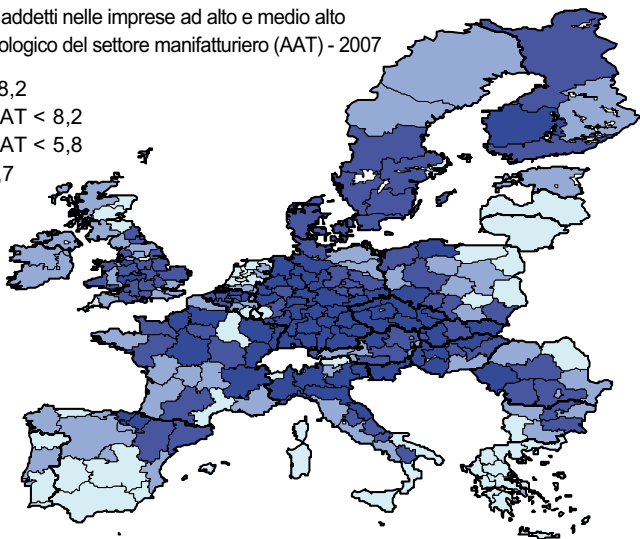 addetti nelle imprese ad alto e medio alto
ologico del settore manifatturiero (AAT) - 2007
8,2
AT < 8,2
AT < 5,8
,7